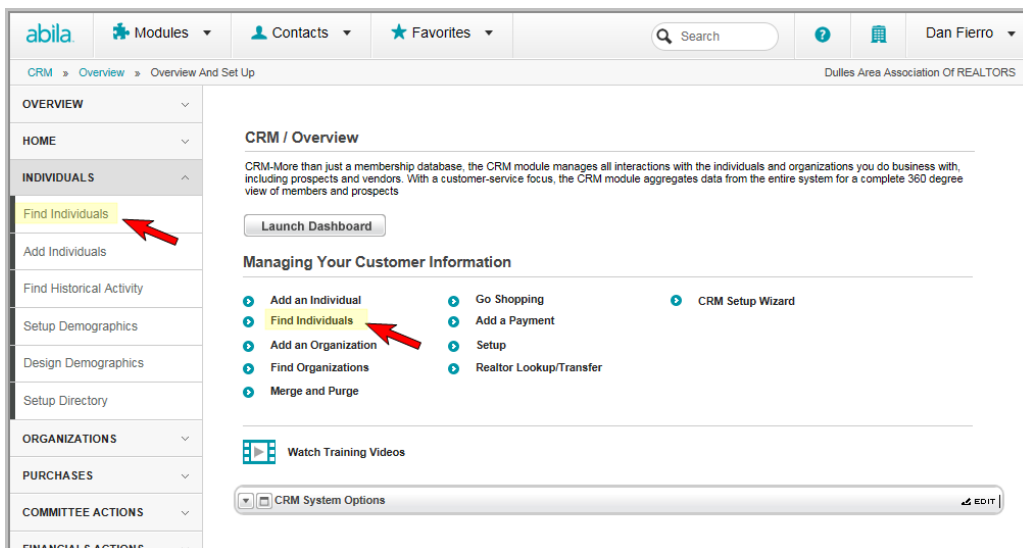 abila Modules Contacts Favorites Search Dan Fierro
CRM » Overview » Overview And Set Up Dulles Area Association Of REALTORS
OVERVIEW
HOME
INDIVIDUALS
Find Individuals
Add Individuals
Find Historical Activity
Setup Demographics
Design Demographics
Setup Directory
ORGANIZATIONS
PURCHASES
COMMITTEE ACTIONS
FINANCIALS ACTIONS
CRM / Overview
CRM-More than just a membership database, the CRM module manages all interactions with the individuals and organizations you do business with,
including prospects and vendors. With a customer-service focus, the CRM module aggregates data from the entire system for a complete 360 degree
view of members and prospects
Launch Dashboard
Managing Your Customer Information
Add an Individual Go Shopping CRM Setup Wizard
Find Individuals Add a Payment
Add an Organization Setup
Find Organizations Realtor Lookup/Transfer
Merge and Purge
Watch Training Videos
CRM System Options EDIT